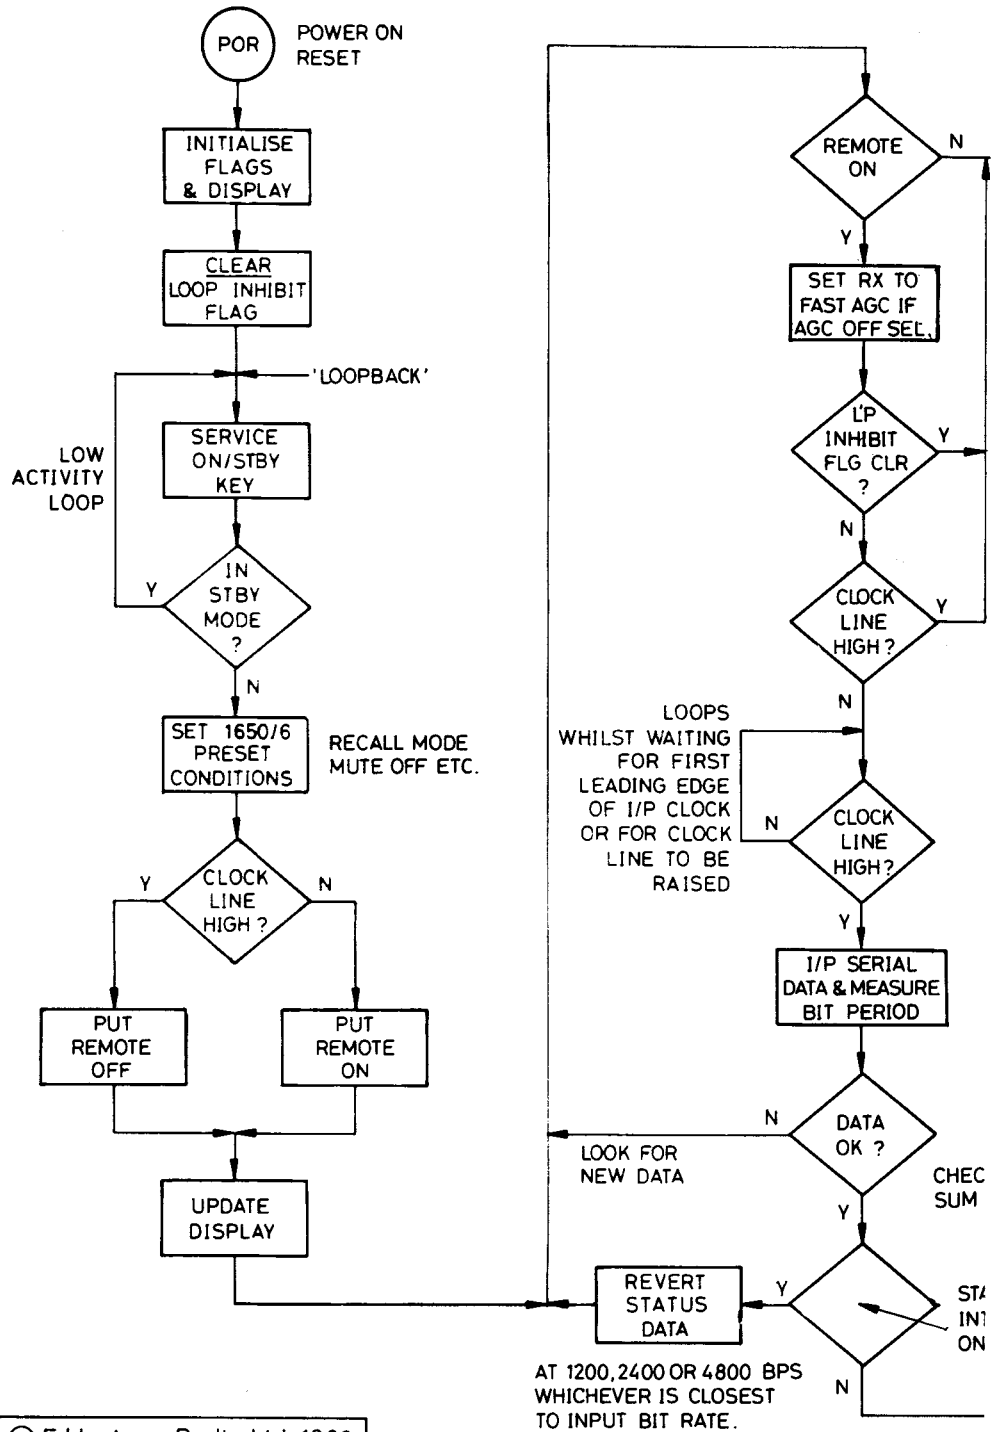 POR
POWER ON
RESET
INITIALISE
FLAGS
& DISPLAY
CLEAR
LOOP INHIBIT
FLAG
'LOOPBACK'
LOW
ACTIVITY
LOOP
SERVICE
ON/STBY
KEY
IN
STBY
MODE
?
Y
N
SET 1650/6
PRESET
CONDITIONS
RECALL MODE
MUTE OFF ETC.
CLOCK
LINE
HIGH ?
Y
N
PUT
REMOTE
OFF
PUT
REMOTE
ON
UPDATE
DISPLAY
REMOTE
ON
N
Y
SET RX TO
FAST AGC IF
AGC OFF SEL.
L'P
INHIBIT
FLG CLR
?
Y
N
CLOCK
LINE
HIGH ?
Y
N
LOOPS
WHILST WAITING
FOR FIRST
LEADING EDGE
OF I/P CLOCK
OR FOR CLOCK
LINE TO BE
RAISED
CLOCK
LINE
HIGH?
N
Y
I/P SERIAL
DATA & MEASURE
BIT PERIOD
DATA
OK ?
N
LOOK FOR
NEW DATA
Y
CHEC
SUM
REVERT
STATUS
DATA
Y
N
STA
INT
ON
AT 1200, 2400 OR 4800 BPS
WHICHEVER IS CLOSEST
TO INPUT BIT RATE.